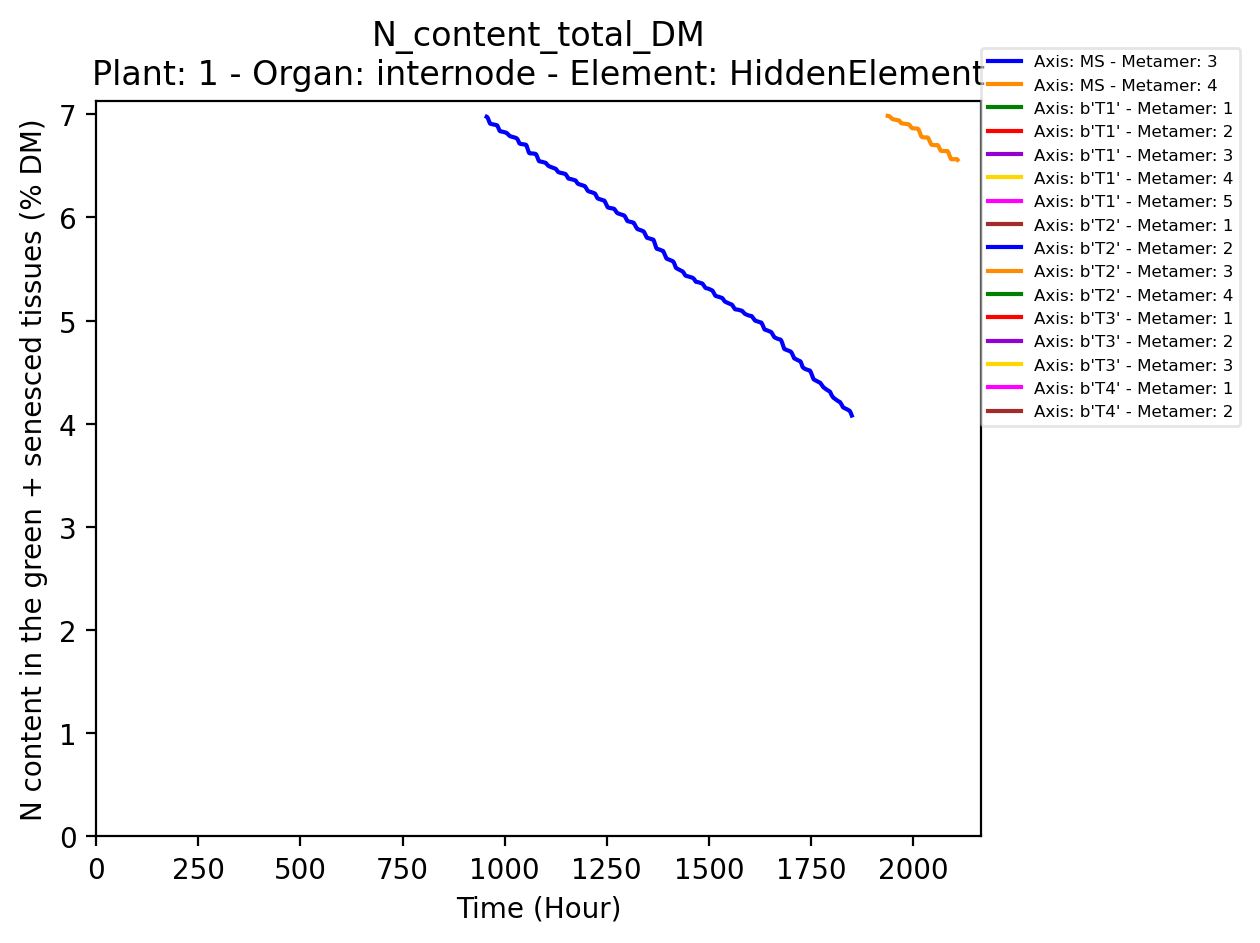 N_content_total_DM
Plant: 1 - Organ: internode - Element: HiddenElement
Axis: MS - Metamer: 3
Axis: MS - Metamer: 4
Axis: b'T1' - Metamer: 1
Axis: b'T1' - Metamer: 2
Axis: b'T1' - Metamer: 3
Axis: b'T1' - Metamer: 4
Axis: b'T1' - Metamer: 5
Axis: b'T2' - Metamer: 1
Axis: b'T2' - Metamer: 2
Axis: b'T2' - Metamer: 3
Axis: b'T2' - Metamer: 4
Axis: b'T3' - Metamer: 1
Axis: b'T3' - Metamer: 2
Axis: b'T3' - Metamer: 3
Axis: b'T4' - Metamer: 1
Axis: b'T4' - Metamer: 2
N content in the green + senesced tissues (% DM)
7
6
5
4
3
2
1
0
0 250 500 750 1000 1250 1500 1750 2000
Time (Hour)